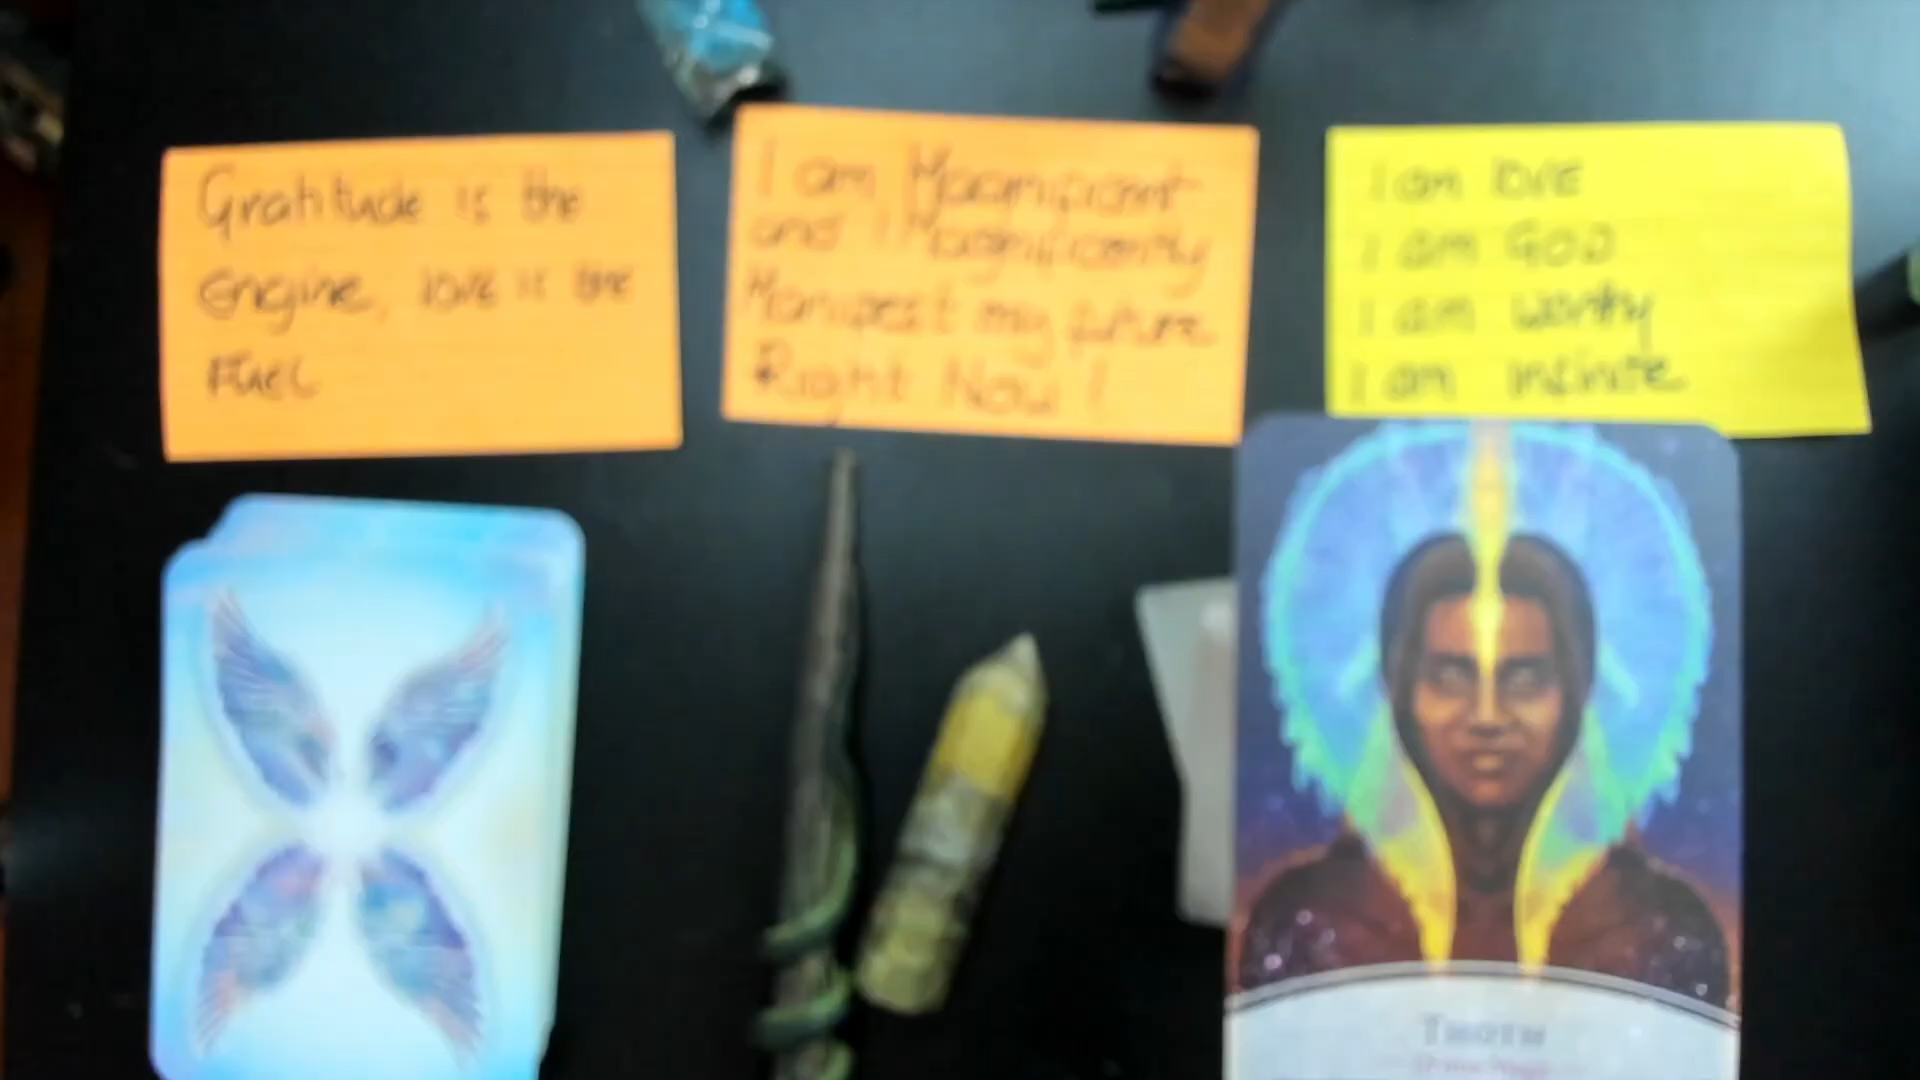 Gratitude is the
Engine, love is the
Fuel
I am Magnificent
and I Magnificently
Manifest my future
Right Now !
I am love
I am GOD
I am worthy
I am infinite
THOTH